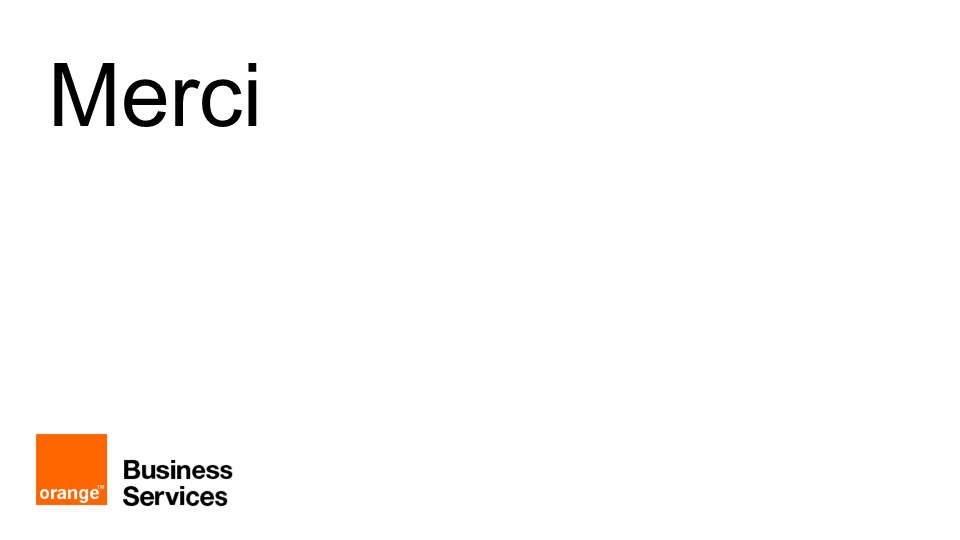 Merci
orange™
Business
Services